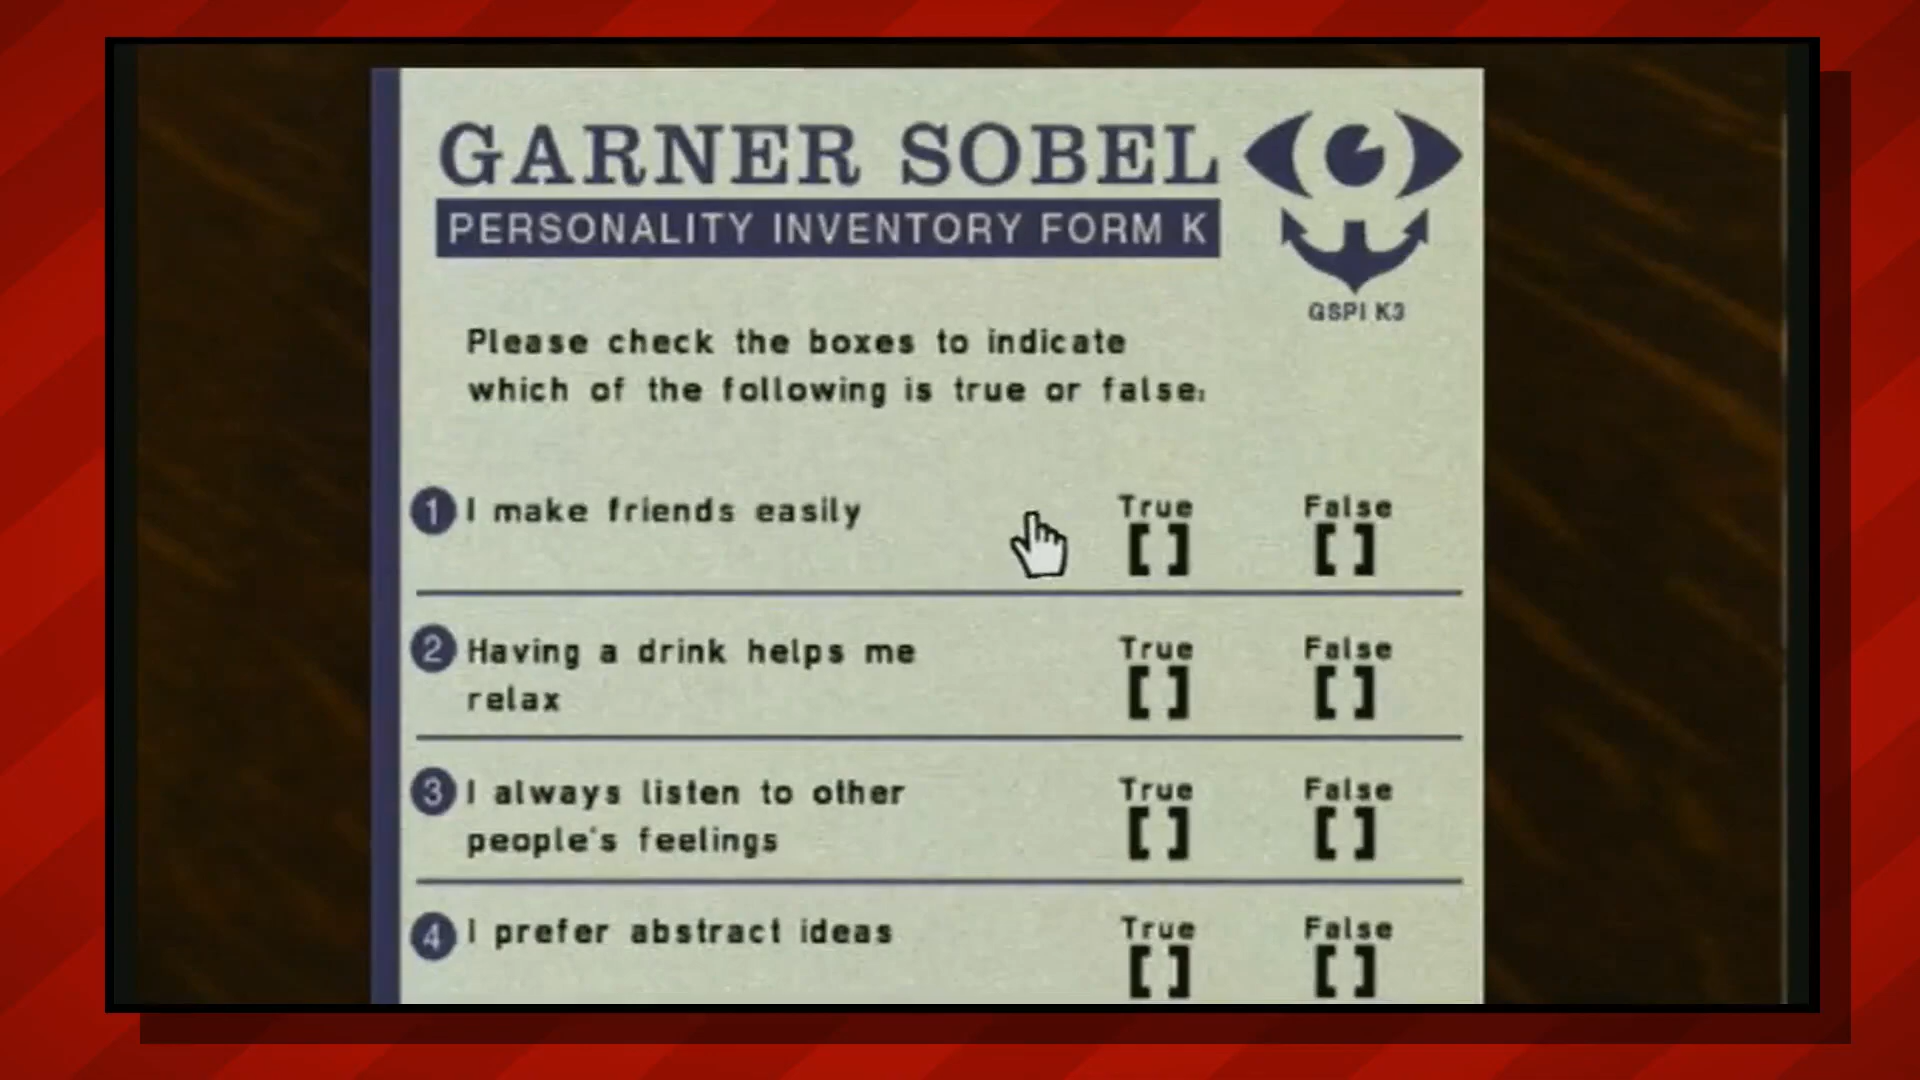 GARNER SOBEL
PERSONALITY INVENTORY FORM K
GSPI K3
Please check the boxes to indicate
which of the following is true or false:
1 I make friends easily True False
[ ] [ ]
2 Having a drink helps me True False
relax [ ] [ ]
3 I always listen to other True False
people's feelings [ ] [ ]
4 I prefer abstract ideas True False
[ ] [ ]